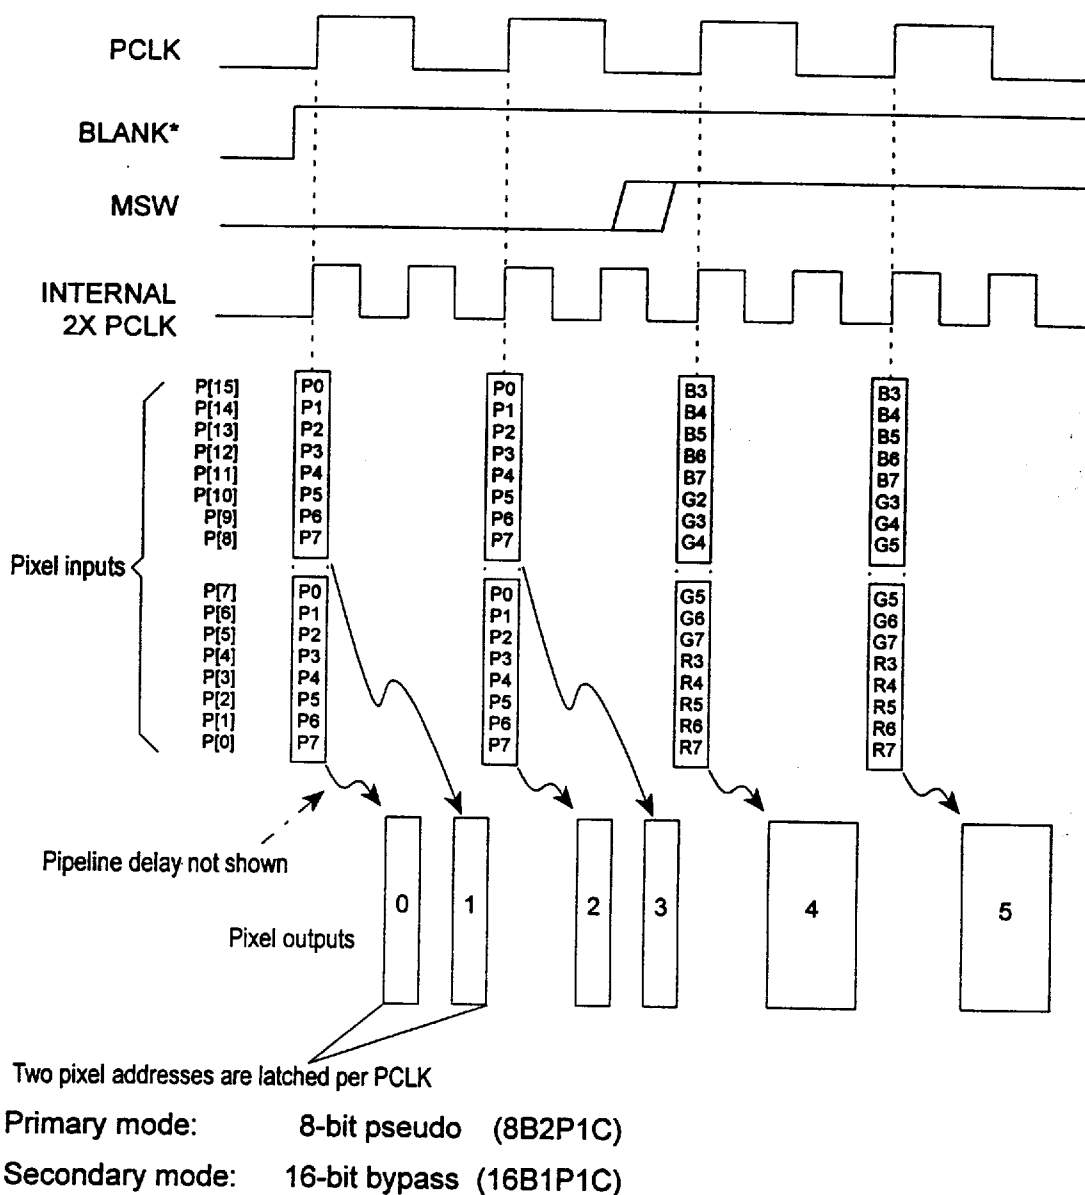 PCLK
BLANK*
MSW
INTERNAL
2X PCLK
Pixel inputs
P[15] P0 P0 B3 B3
P[14] P1 P1 B4 B4
P[13] P2 P2 B5 B5
P[12] P3 P3 B6 B6
P[11] P4 P4 B7 B7
P[10] P5 P5 G2 G3
P[9] P6 P6 G3 G4
P[8] P7 P7 G4 G5
P[7] P0 P0 G5 G5
P[6] P1 P1 G6 G6
P[5] P2 P2 G7 G7
P[4] P3 P3 R3 R3
P[3] P4 P4 R4 R4
P[2] P5 P5 R5 R5
P[1] P6 P6 R6 R6
P[0] P7 P7 R7 R7
Pipeline delay not shown
Pixel outputs
0 1 2 3 4 5
Two pixel addresses are latched per PCLK
Primary mode: 8-bit pseudo (8B2P1C)
Secondary mode: 16-bit bypass (16B1P1C)